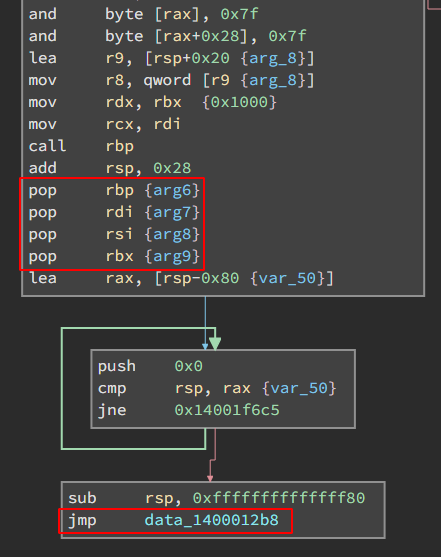 and byte [rax], 0x7f
and byte [rax+0x28], 0x7f
lea r9, [rsp+0x20 {arg_8}]
mov r8, qword [r9 {arg_8}]
mov rdx, rbx {0x1000}
mov rcx, rdi
call rbp
add rsp, 0x28
pop rbp {arg6}
pop rdi {arg7}
pop rsi {arg8}
pop rbx {arg9}
lea rax, [rsp-0x80 {var_50}]
push 0x0
cmp rsp, rax {var_50}
jne 0x14001f6c5
sub rsp, 0xffffffffffffff80
jmp data_1400012b8